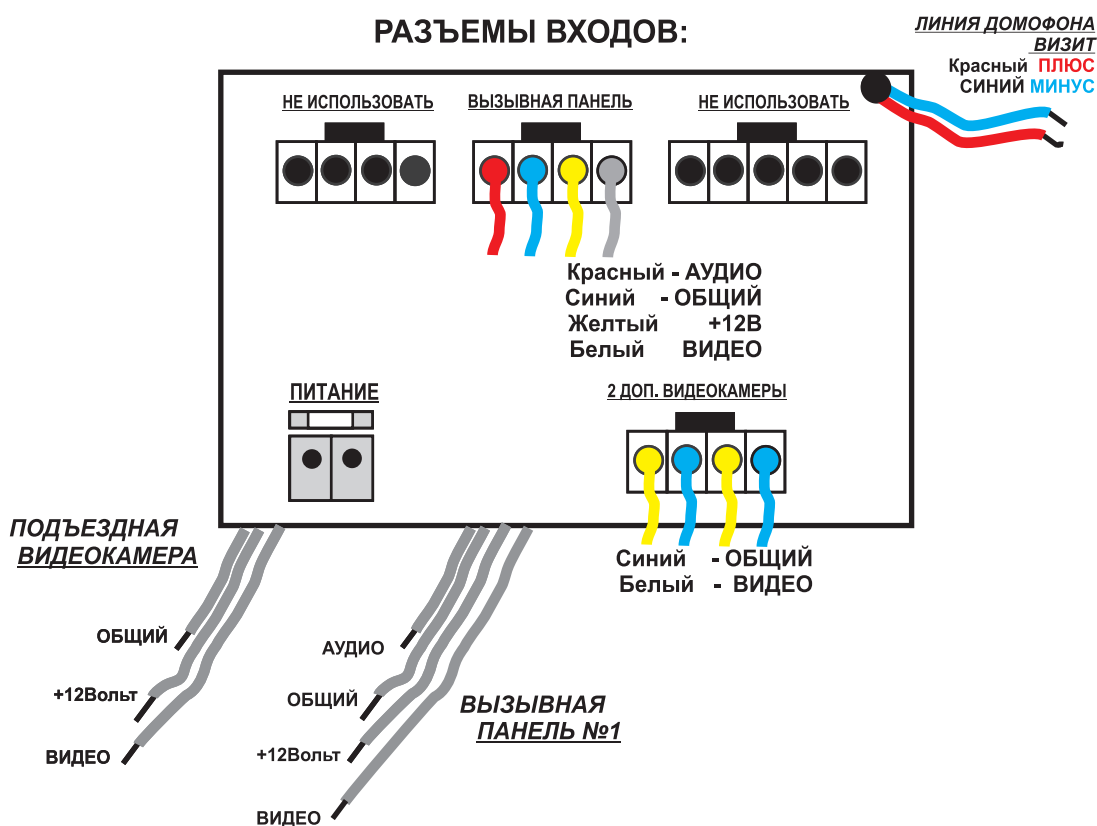 РАЗЪЕМЫ ВХОДОВ:
ЛИНИЯ ДОМОФОНА
ВИЗИТ
Красный ПЛЮС
СИНИЙ МИНУС
НЕ ИСПОЛЬЗОВАТЬ
ВЫЗЫВНАЯ ПАНЕЛЬ
НЕ ИСПОЛЬЗОВАТЬ
Красный - АУДИО
Синий - ОБЩИЙ
Желтый +12В
Белый ВИДЕО
ПИТАНИЕ
2 ДОП. ВИДЕОКАМЕРЫ
Синий - ОБЩИЙ
Белый - ВИДЕО
ПОДЪЕЗДНАЯ
ВИДЕОКАМЕРА
ОБЩИЙ
+12Вольт
ВИДЕО
АУДИО
ОБЩИЙ
+12Вольт
ВИДЕО
ВЫЗЫВНАЯ
ПАНЕЛЬ №1